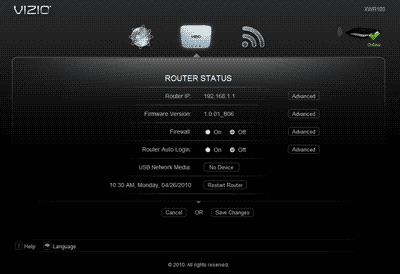 VIZIO XWR100
Online
ROUTER STATUS
Router IP: 192.168.1.1 Advanced
Firmware Version: 1.0.01_B06 Advanced
Firewall: On Off Advanced
Router Auto Login: On Off Advanced
USB Network Media: No Device
10:30 AM, Monday, 04/26/2010 Restart Router
Cancel OR Save Changes
Help Language
© 2010. All rights reserved.